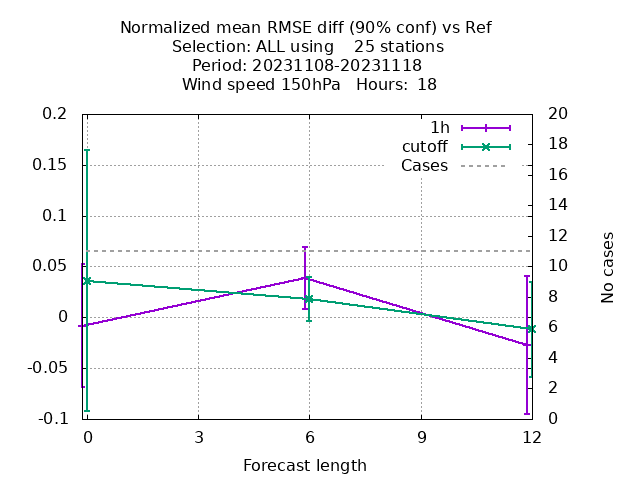 Normalized mean RMSE diff (90% conf) vs Ref
Selection: ALL using    25 stations
Period: 20231108-20231118
Wind speed 150hPa   Hours:  18
0.2
0.15
0.1
0.05
0
-0.05
-0.1
20
18
16
14
12
10
8
6
4
2
0
1h
cutoff
Cases
No cases
0
3
6
9
12
Forecast length